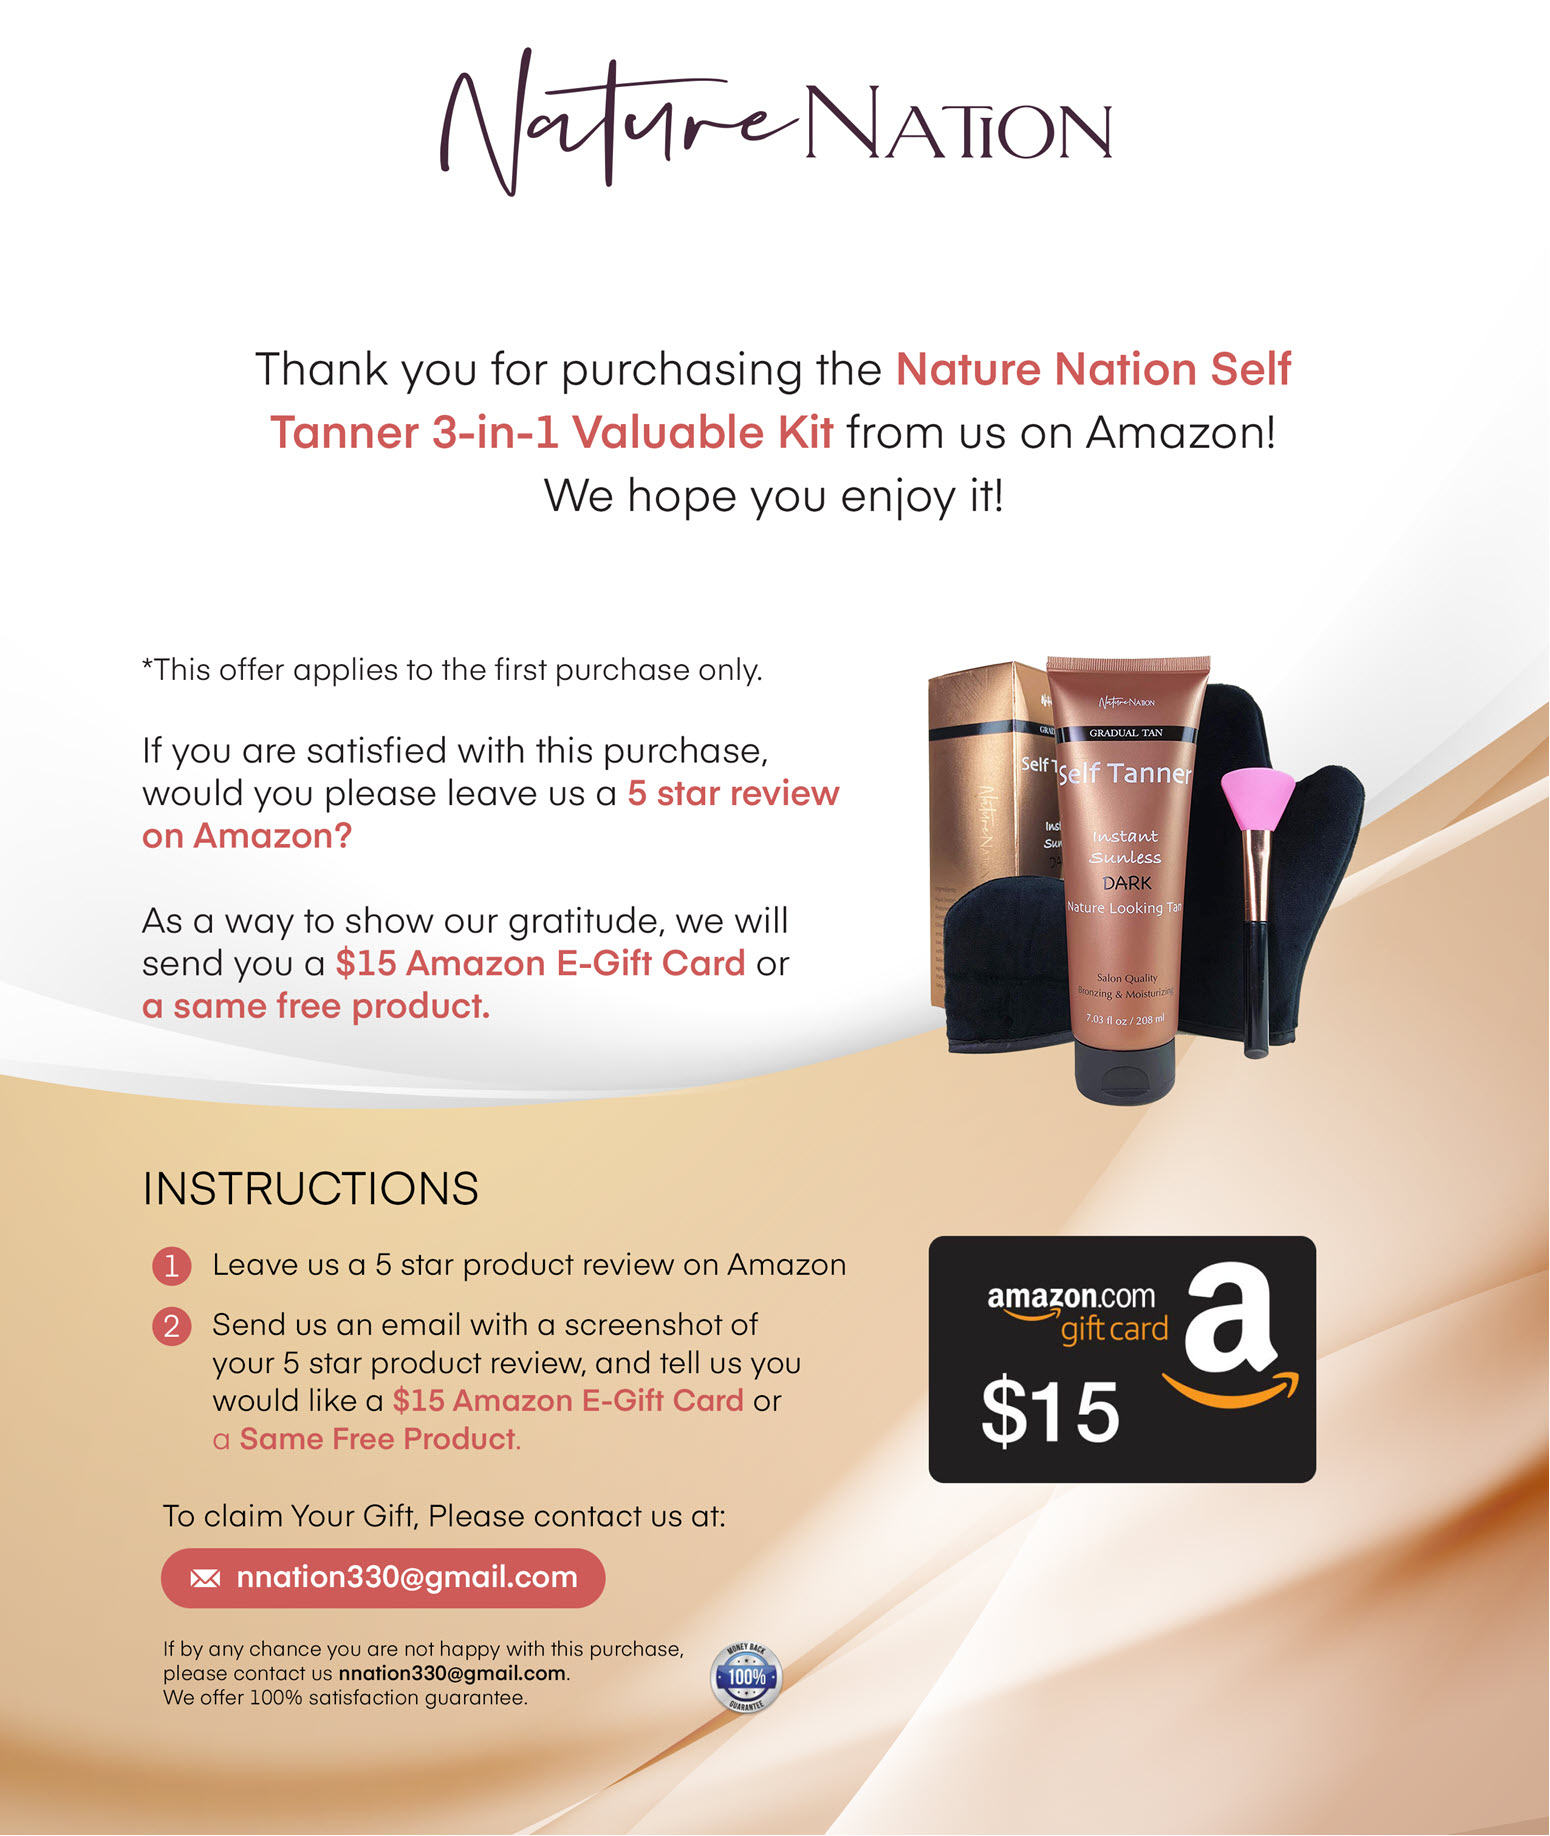 Nature NATION
Thank you for purchasing the Nature Nation Self
Tanner 3-in-1 Valuable Kit from us on Amazon!
We hope you enjoy it!
*This offer applies to the first purchase only.
If you are satisfied with this purchase,
would you please leave us a 5 star review
on Amazon?
As a way to show our gratitude, we will
send you a $15 Amazon E-Gift Card or
a same free product.
Nature NATION
GRADUAL TAN
Self Tanner
Instant
Sunless
DARK
Nature Looking Tan
Salon Quality
Bronzing & Moisturizing
7.03 fl oz / 208 ml
INSTRUCTIONS
1 Leave us a 5 star product review on Amazon
2 Send us an email with a screenshot of
your 5 star product review, and tell us you
would like a $15 Amazon E-Gift Card or
a Same Free Product.
amazon.com
gift card
a
$15
To claim Your Gift, Please contact us at:
nnation330@gmail.com
If by any chance you are not happy with this purchase,
please contact us nnation330@gmail.com.
We offer 100% satisfaction guarantee.
MONEY BACK
100%
GUARANTEE